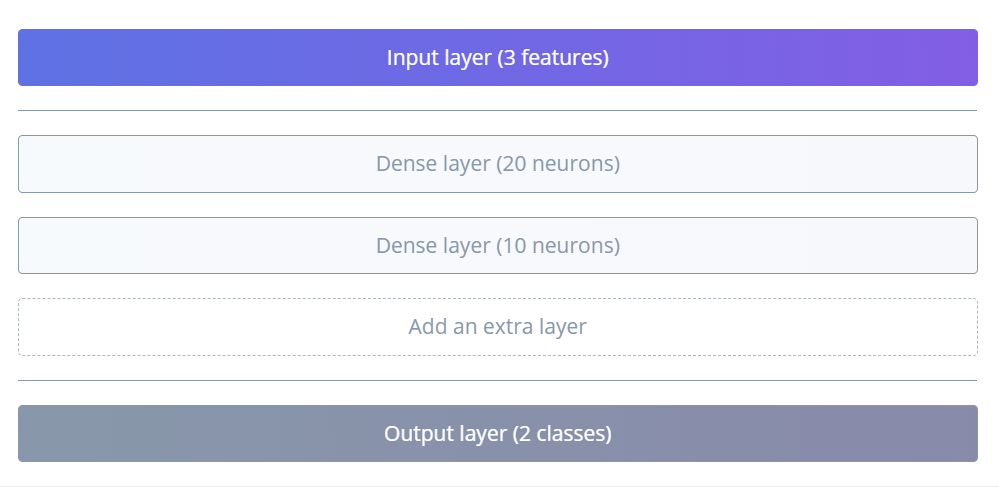 Input layer (3 features)
Dense layer (20 neurons)
Dense layer (10 neurons)
Add an extra layer
Output layer (2 classes)